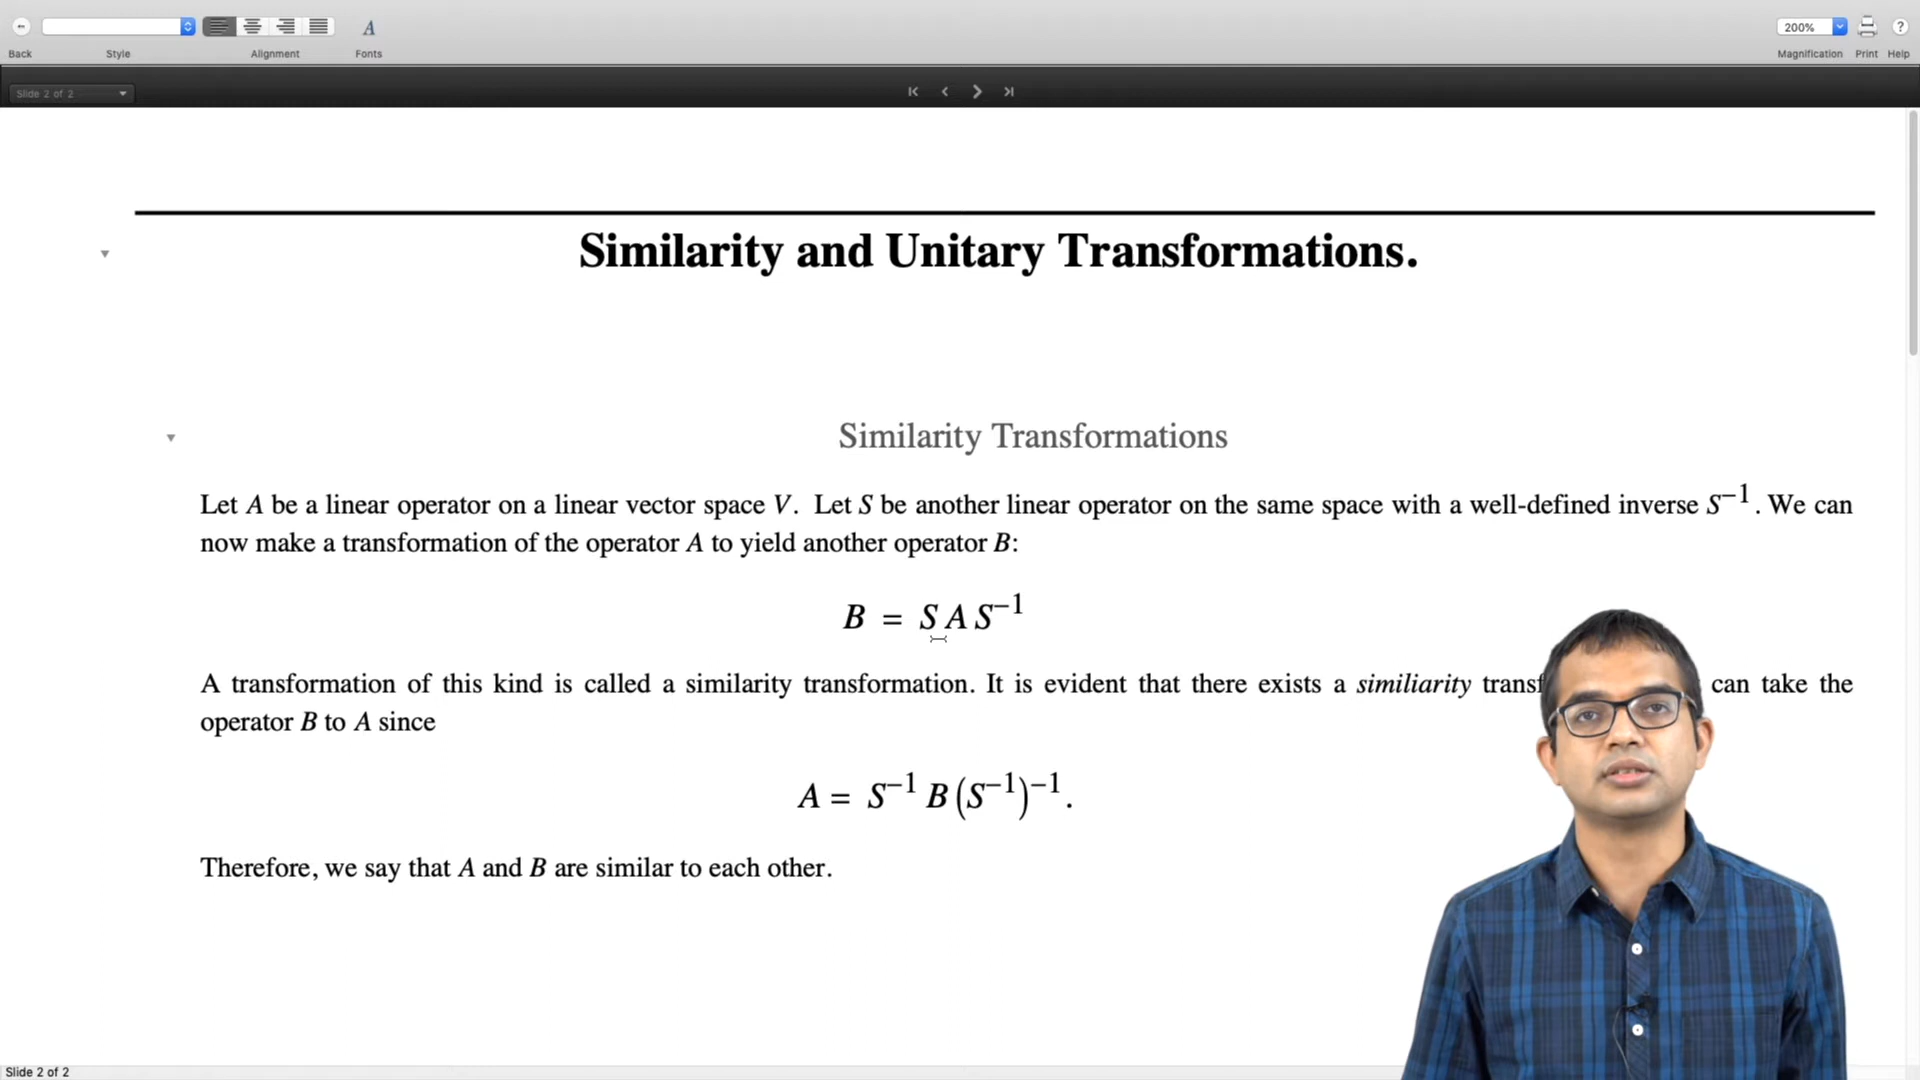 200%
Back Style Alignment Fonts Magnification Print Help
Slide 2 of 2
Similarity and Unitary Transformations.
Similarity Transformations
Let A be a linear operator on a linear vector space V. Let S be another linear operator on the same space with a well-defined inverse S⁻¹. We can
now make a transformation of the operator A to yield another operator B:
B = S A S⁻¹
A transformation of this kind is called a similarity transformation. It is evident that there exists a similiarity transf can take the
operator B to A since
A = S⁻¹ B (S⁻¹)⁻¹.
Therefore, we say that A and B are similar to each other.
Slide 2 of 2